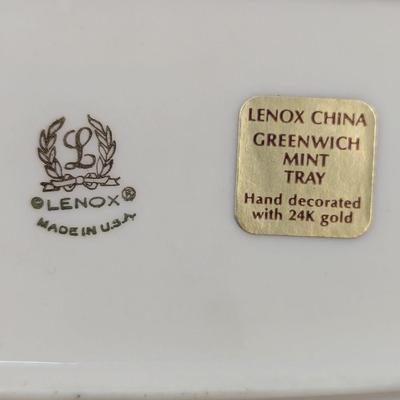 L
©LENOX®
MADE IN U.S.A.
LENOX CHINA
GREENWICH
MINT
TRAY
Hand decorated
with 24K gold